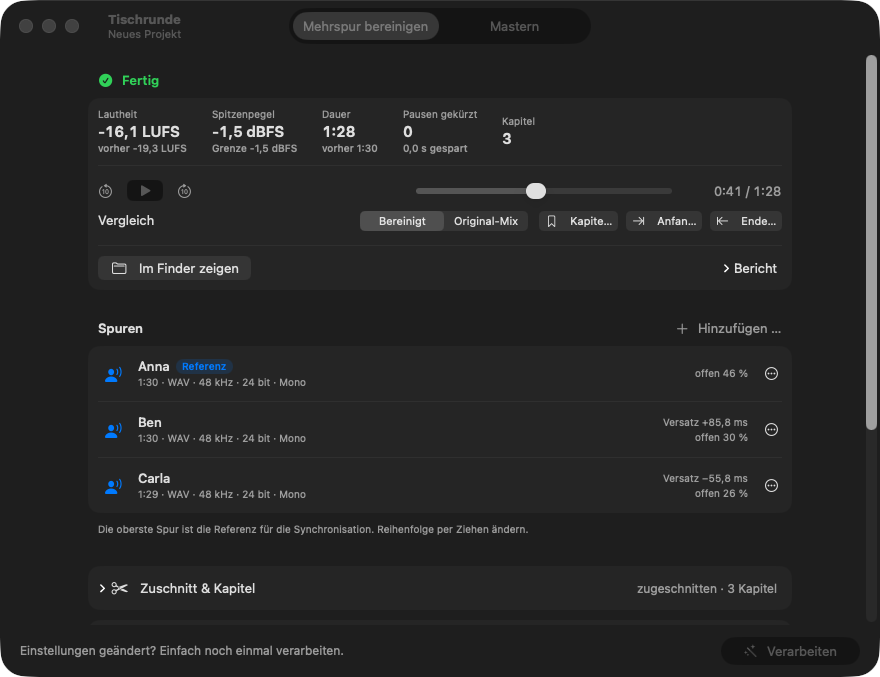 Tischrunde
Neues Projekt
Mehrspur bereinigen
Mastern
Fertig
Lautheit
-16,1 LUFS
vorher -19,3 LUFS
Spitzenpegel
-1,5 dBFS
Grenze -1,5 dBFS
Dauer
1:28
vorher 1:30
Pausen gekürzt
0
0,0 s gespart
Kapitel
3
10
10
0:41 / 1:28
Vergleich
Bereinigt
Original-Mix
Kapite...
Anfan...
Ende...
Im Finder zeigen
Bericht
Spuren
Hinzufügen ...
Anna Referenz
1:30 · WAV · 48 kHz · 24 bit · Mono
offen 46 %
Ben
1:30 · WAV · 48 kHz · 24 bit · Mono
Versatz +85,8 ms
offen 30 %
Carla
1:29 · WAV · 48 kHz · 24 bit · Mono
Versatz −55,8 ms
offen 26 %
Die oberste Spur ist die Referenz für die Synchronisation. Reihenfolge per Ziehen ändern.
Zuschnitt & Kapitel
zugeschnitten · 3 Kapitel
Einstellungen geändert? Einfach noch einmal verarbeiten.
Verarbeiten